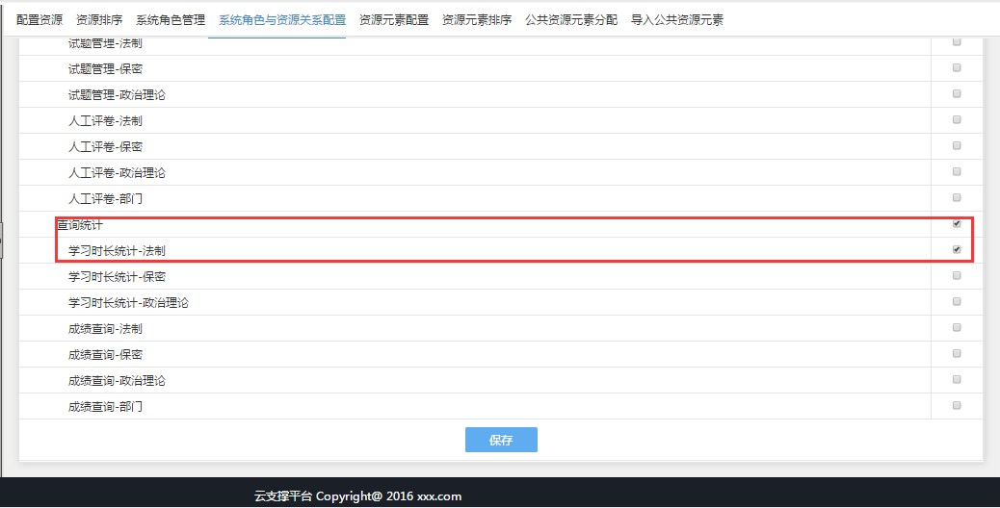 配置资源 资源排序 系统角色管理 系统角色与资源关系配置 资源元素配置 资源元素排序 公共资源元素分配 导入公共资源元素
试题管理-法制
试题管理-保密
试题管理-政治理论
人工评卷-法制
人工评卷-保密
人工评卷-政治理论
人工评卷-部门
查询统计
学习时长统计-法制
学习时长统计-保密
学习时长统计-政治理论
成绩查询-法制
成绩查询-保密
成绩查询-政治理论
成绩查询-部门
保存
云支撑平台 Copyright@ 2016 xxx.com